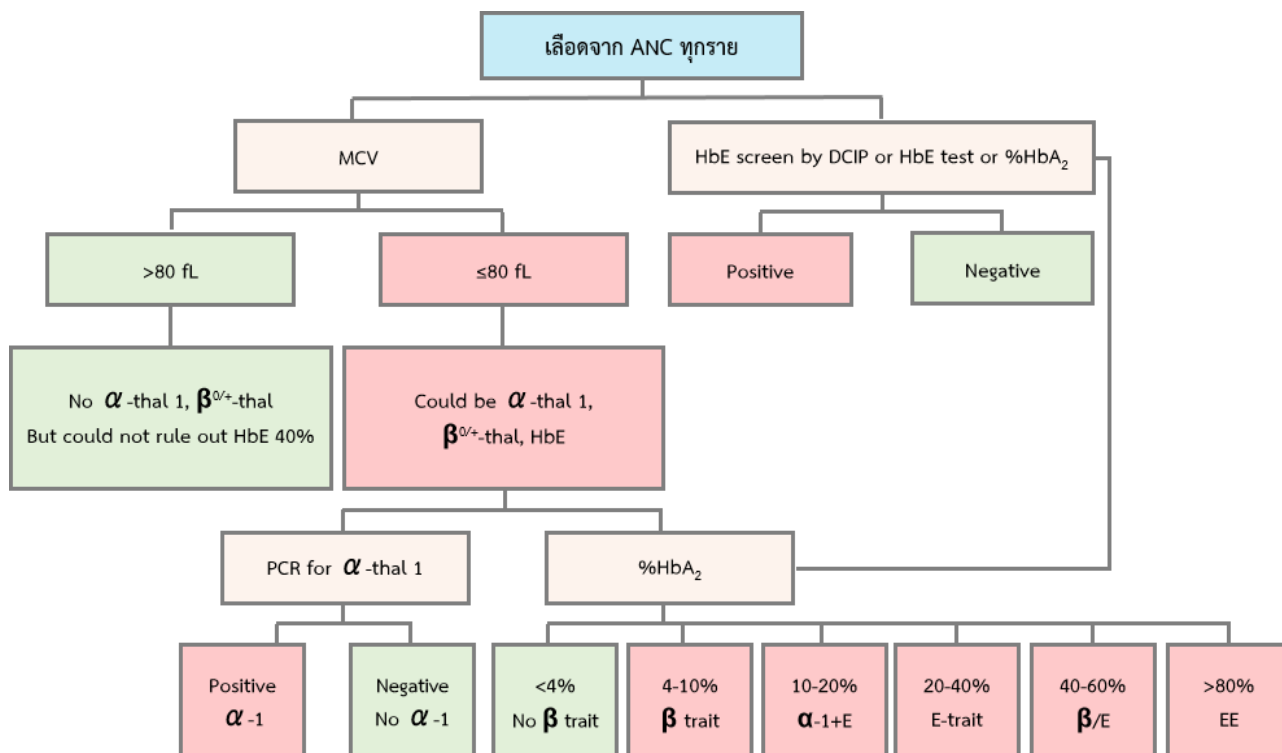 เลือดจาก ANC ทุกราย
MCV
HbE screen by DCIP or HbE test or %HbA₂
>80 fL
≤80 fL
Positive
Negative
No α -thal 1, β⁰/⁺-thal
But could not rule out HbE 40%
Could be α -thal 1,
β⁰/⁺-thal, HbE
PCR for α -thal 1
%HbA₂
Positive
α -1
Negative
No α -1
<4%
No β trait
4-10%
β trait
10-20%
α-1+E
20-40%
E-trait
40-60%
β/E
>80%
EE